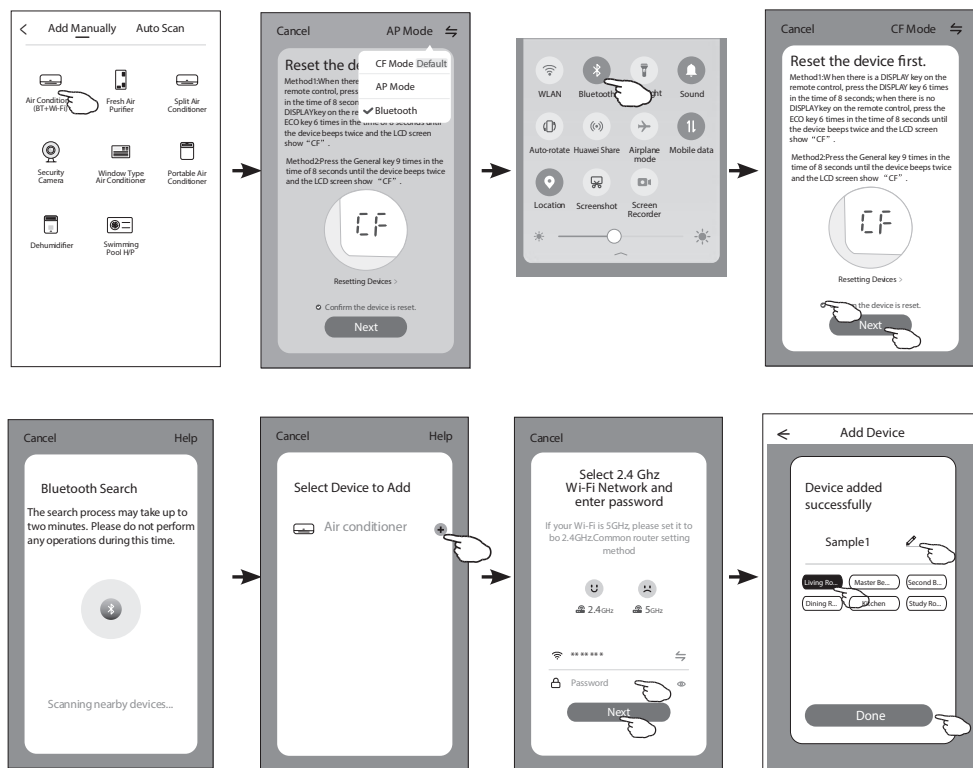 Add Manually Auto Scan
Air Condition
(BT+Wi-Fi)
Fresh Air
Purifier
Split Air
Conditioner
Security
Camera
Window Type
Air Conditioner
Portable Air
Conditioner
Dehumidifier
Swimming
Pool H/P
Cancel AP Mode
Reset the de
CF Mode Default
AP Mode
Bluetooth
Method1:When there
remote control, press
in the time of 8 secon
DISPLAYkey on the re
ECO key 6 times in the time of 8 seconds until
the device beeps twice and the LCD screen
show “CF” .
Method2:Press the General key 9 times in the
time of 8 seconds until the device beeps twice
and the LCD screen show “CF” .
CF
Resetting Devices >
Confirm the device is reset.
Next
WLAN Bluetooth ht Sound
Auto-rotate Huawei Share Airplane
mode Mobile data
Location Screenshot Screen
Recorder
Cancel CF Mode
Reset the device first.
Method1:When there is a DISPLAY key on the
remote control, press the DISPLAY key 6 times
in the time of 8 seconds; when there is no
DISPLAYkey on the remote control, press the
ECO key 6 times in the time of 8 seconds until
the device beeps twice and the LCD screen
show “CF” .
Method2:Press the General key 9 times in the
time of 8 seconds until the device beeps twice
and the LCD screen show “CF” .
CF
Resetting Devices >
the device is reset.
Next
Cancel Help
Bluetooth Search
The search process may take up to
two minutes. Please do not perform
any operations during this time.
Scanning nearby devices...
Cancel Help
Select Device to Add
Air conditioner
Cancel
Select 2.4 Ghz
Wi-Fi Network and
enter password
If your Wi-Fi is 5GHz, please set it to
bo 2.4GHz.Common router setting
method
2.4GHz 5GHz
** ** ***
Password
Next
Add Device
Device added
successfully
Sample1
Living Ro... Master Be... Second B...
Dining R... Kitchen Study Ro...
Done